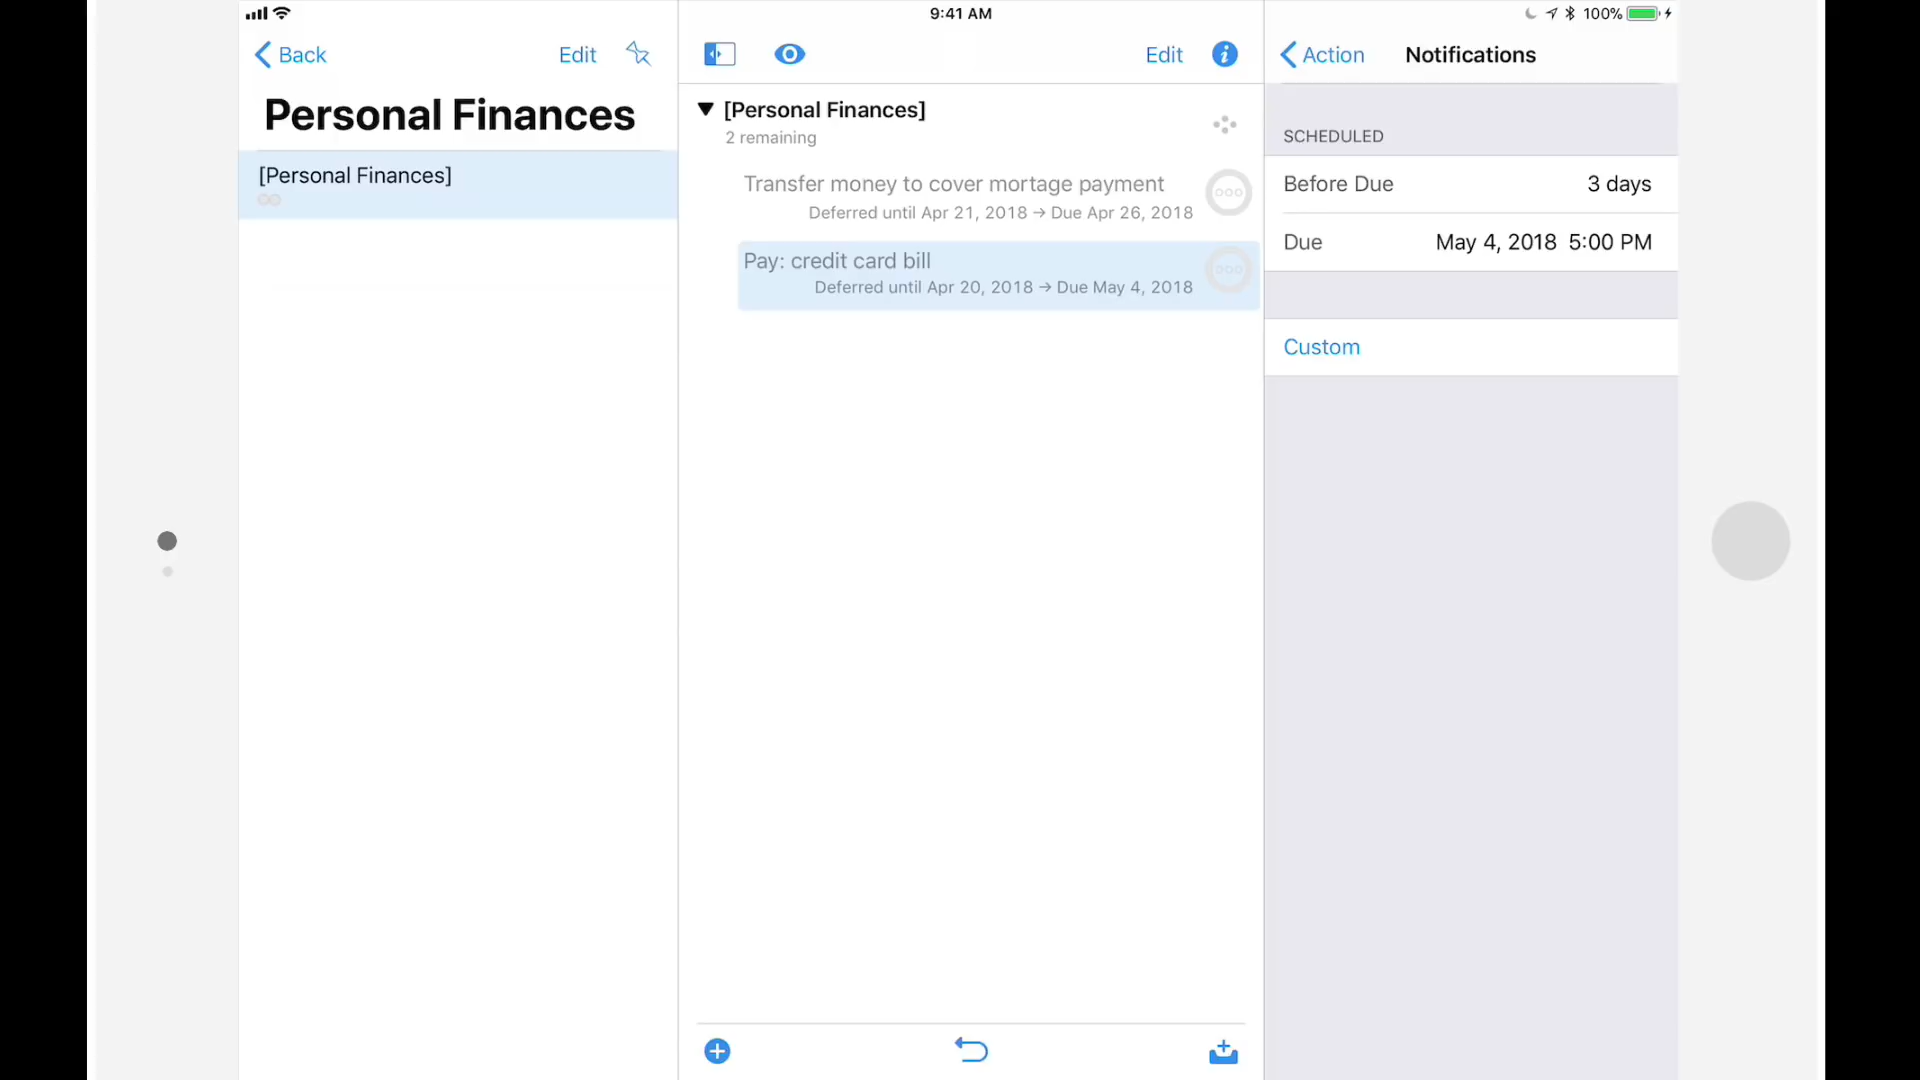 9:41 AM
100%
Back
Edit
Personal Finances
[Personal Finances]
Edit
[Personal Finances]
2 remaining
Transfer money to cover mortage payment
Deferred until Apr 21, 2018 → Due Apr 26, 2018
Pay: credit card bill
Deferred until Apr 20, 2018 → Due May 4, 2018
Action
Notifications
SCHEDULED
Before Due 3 days
Due May 4, 2018 5:00 PM
Custom